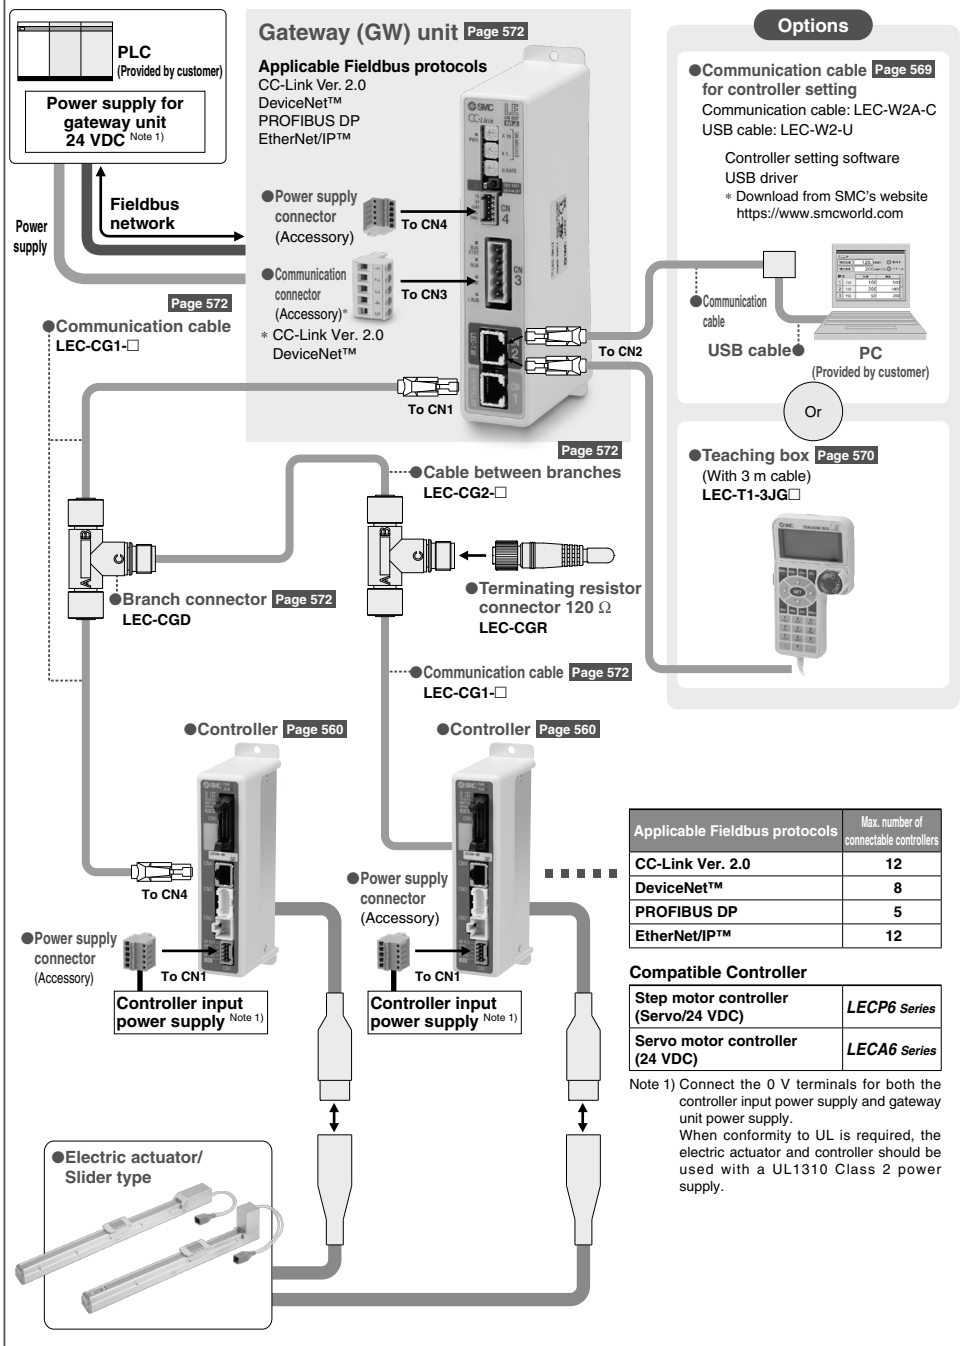 PLC
(Provided by customer)
Power supply for
gateway unit
24 VDC Note 1)
Fieldbus
network
Power
supply
Gateway (GW) unit Page 572
Applicable Fieldbus protocols
CC-Link Ver. 2.0
DeviceNet™
PROFIBUS DP
EtherNet/IP™
●Power supply
connector
(Accessory)
To CN4
●Communication
connector
(Accessory)*
To CN3
* CC-Link Ver. 2.0
DeviceNet™
SMC
CC-Link
CN
4
CN
3
CN
2
To CN2
To CN1
Options
●Communication cable Page 569
for controller setting
Communication cable: LEC-W2A-C
USB cable: LEC-W2-U
Controller setting software
USB driver
* Download from SMC's website
https://www.smcworld.com
●Communication
cable
USB cable●
PC
(Provided by customer)
Or
●Teaching box Page 570
(With 3 m cable)
LEC-T1-3JG□
SMC
SET
Page 572
●Communication cable
LEC-CG1-□
Page 572
●Cable between branches
LEC-CG2-□
A
B
C
A
B
C
●Branch connector Page 572
LEC-CGD
●Terminating resistor
connector 120 Ω
LEC-CGR
●Communication cable Page 572
LEC-CG1-□
●Controller Page 560
●Controller Page 560
SMC
SMC
To CN4
●Power supply
connector
(Accessory)
To CN1
Controller input
power supply Note 1)
●Power supply
connector
(Accessory)
To CN1
Controller input
power supply Note 1)
Applicable Fieldbus protocols Max. number of connectable controllers
CC-Link Ver. 2.0 12
DeviceNet™ 8
PROFIBUS DP 5
EtherNet/IP™ 12
Compatible Controller
Step motor controller
(Servo/24 VDC) LECP6 Series
Servo motor controller
(24 VDC) LECA6 Series
Note 1) Connect the 0 V terminals for both the
controller input power supply and gateway
unit power supply.
When conformity to UL is required, the
electric actuator and controller should be
used with a UL1310 Class 2 power
supply.
●Electric actuator/
Slider type